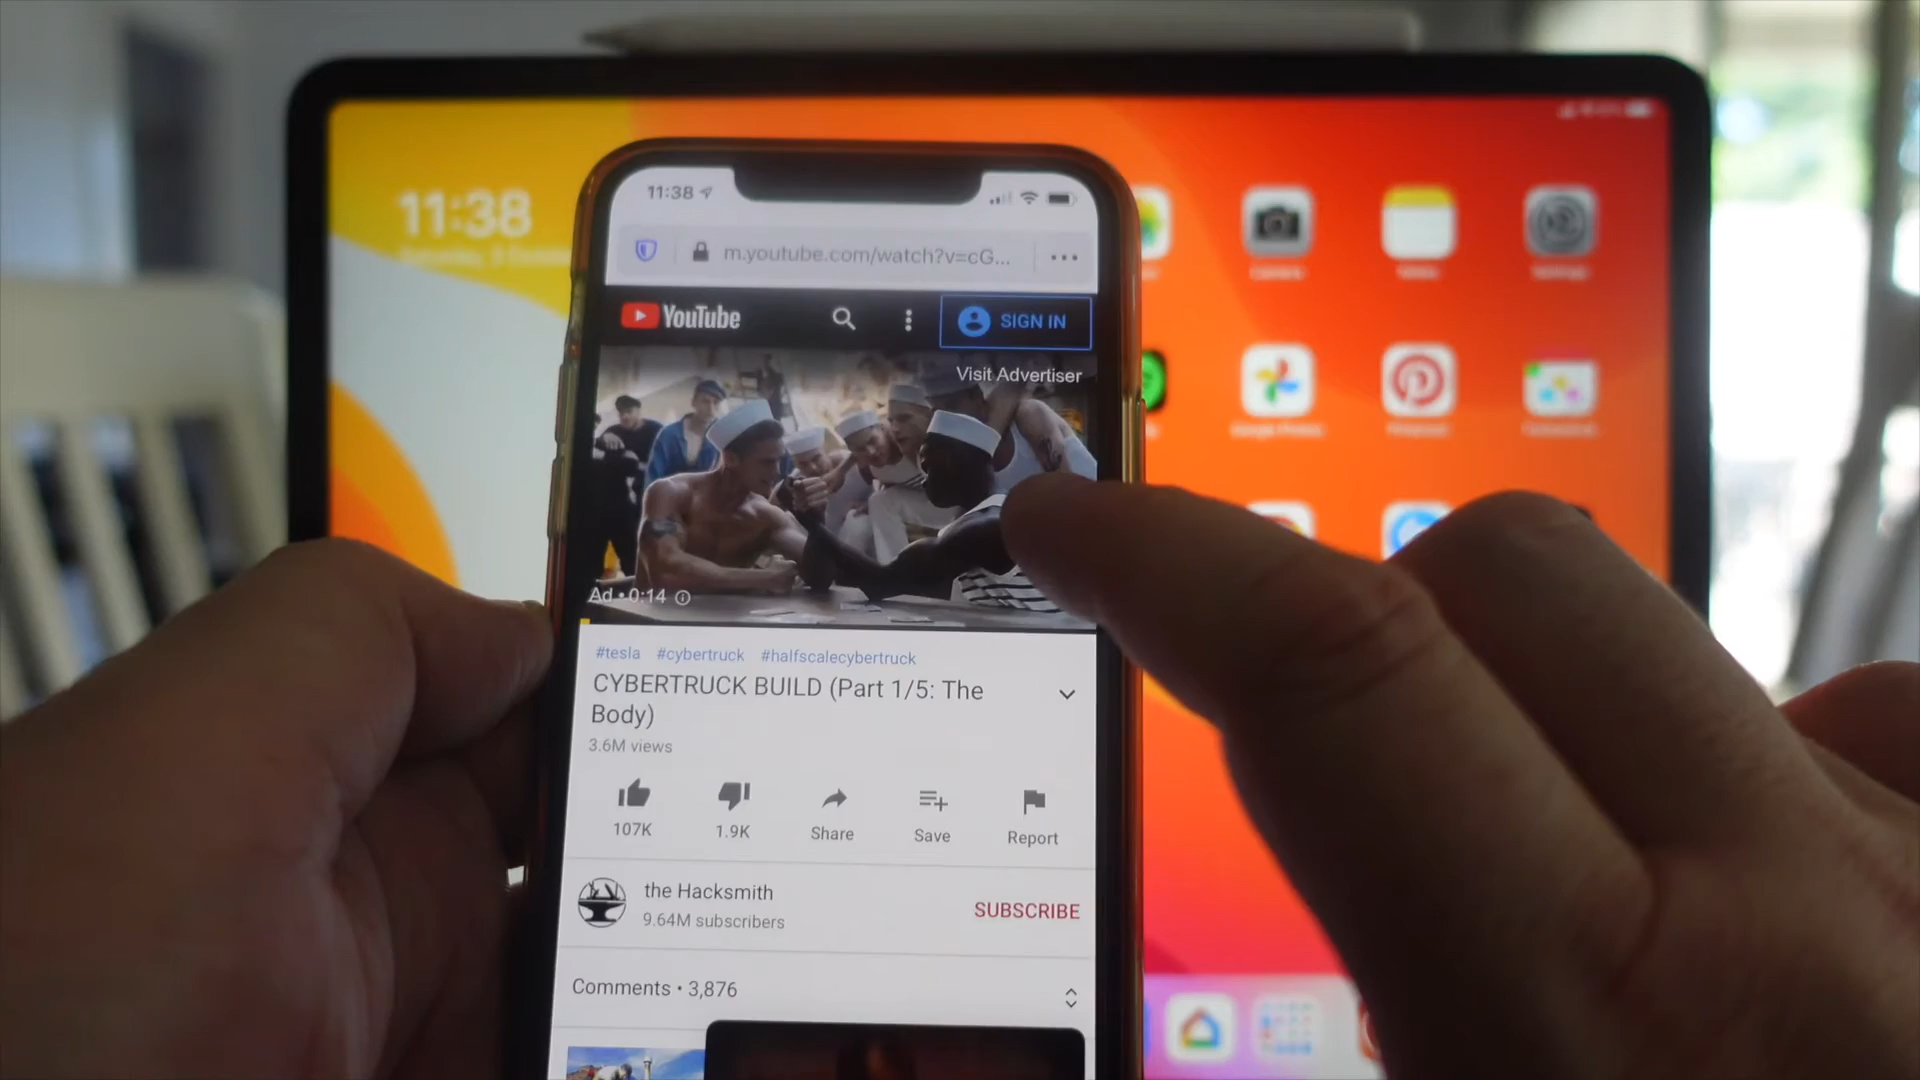 11:38
11:38
m.youtube.com/watch?v=cG...
YouTube
SIGN IN
Visit Advertiser
Ad • 0:14
#tesla #cybertruck #halfscalecybertruck
CYBERTRUCK BUILD (Part 1/5: The
Body)
3.6M views
107K
1.9K
Share
Save
Report
the Hacksmith
9.64M subscribers
SUBSCRIBE
Comments • 3,876